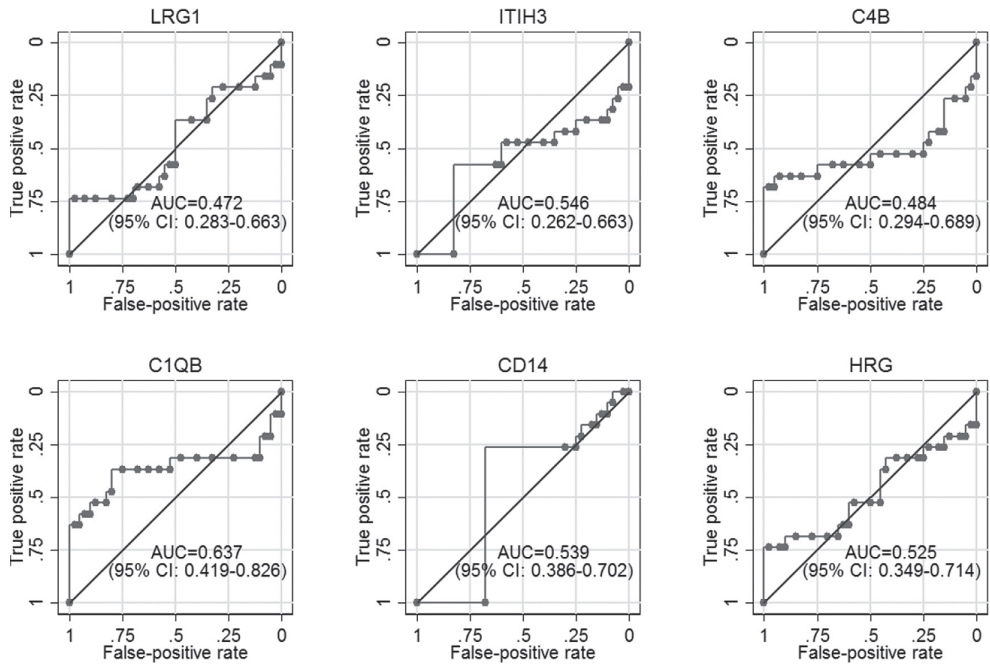 LRG1
0
25
.5
.75
1
True positive rate
AUC=0.472
(95% CI: 0.283-0.663)
1 .75 .5 .25 0
False-positive rate
ITIH3
0
25
.5
.75
1
True positive rate
AUC=0.546
(95% CI: 0.262-0.663)
1 .75 .5 .25 0
False-positive rate
C4B
0
25
.5
.75
1
True positive rate
AUC=0.484
(95% CI: 0.294-0.689)
1 .75 .5 .25 0
False-positive rate
C1QB
0
25
.5
.75
1
True positive rate
AUC=0.637
(95% CI: 0.419-0.826)
1 .75 .5 .25 0
False-positive rate
CD14
0
25
.5
.75
1
True positive rate
AUC=0.539
(95% CI: 0.386-0.702)
1 .75 .5 .25 0
False-positive rate
HRG
0
25
.5
.75
1
True positive rate
AUC=0.525
(95% CI: 0.349-0.714)
1 .75 .5 .25 0
False-positive rate